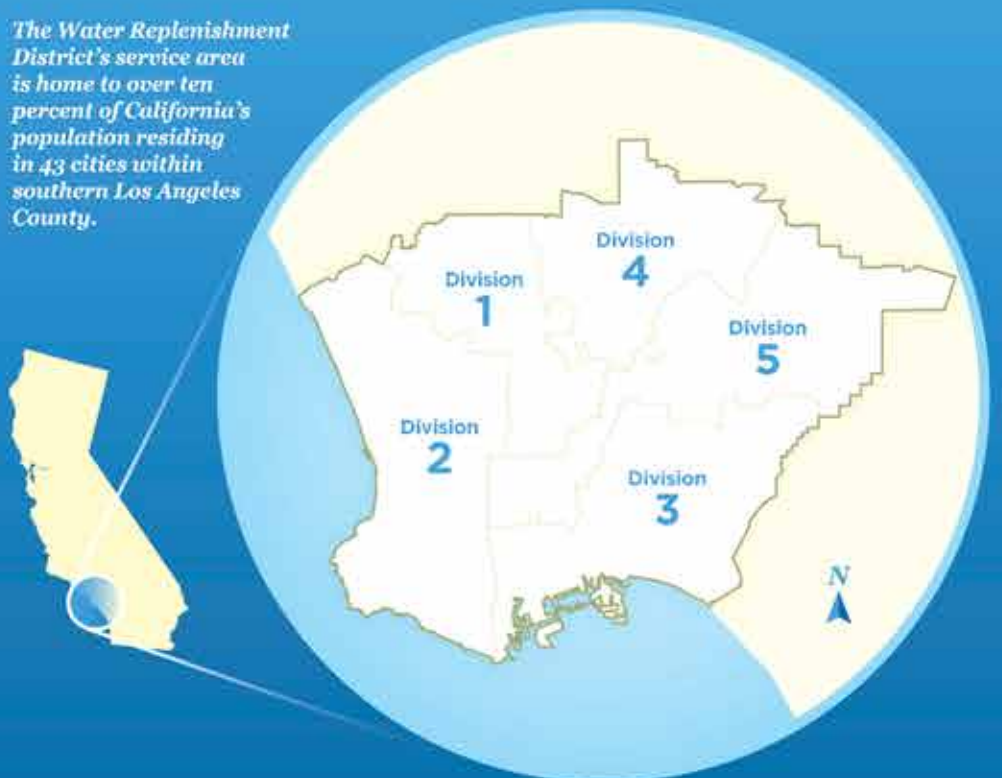 The Water Replenishment
District's service area
is home to over ten
percent of California's
population residing
in 43 cities within
southern Los Angeles
County.
Division
4
Division
1
Division
5
Division
2
Division
3
N